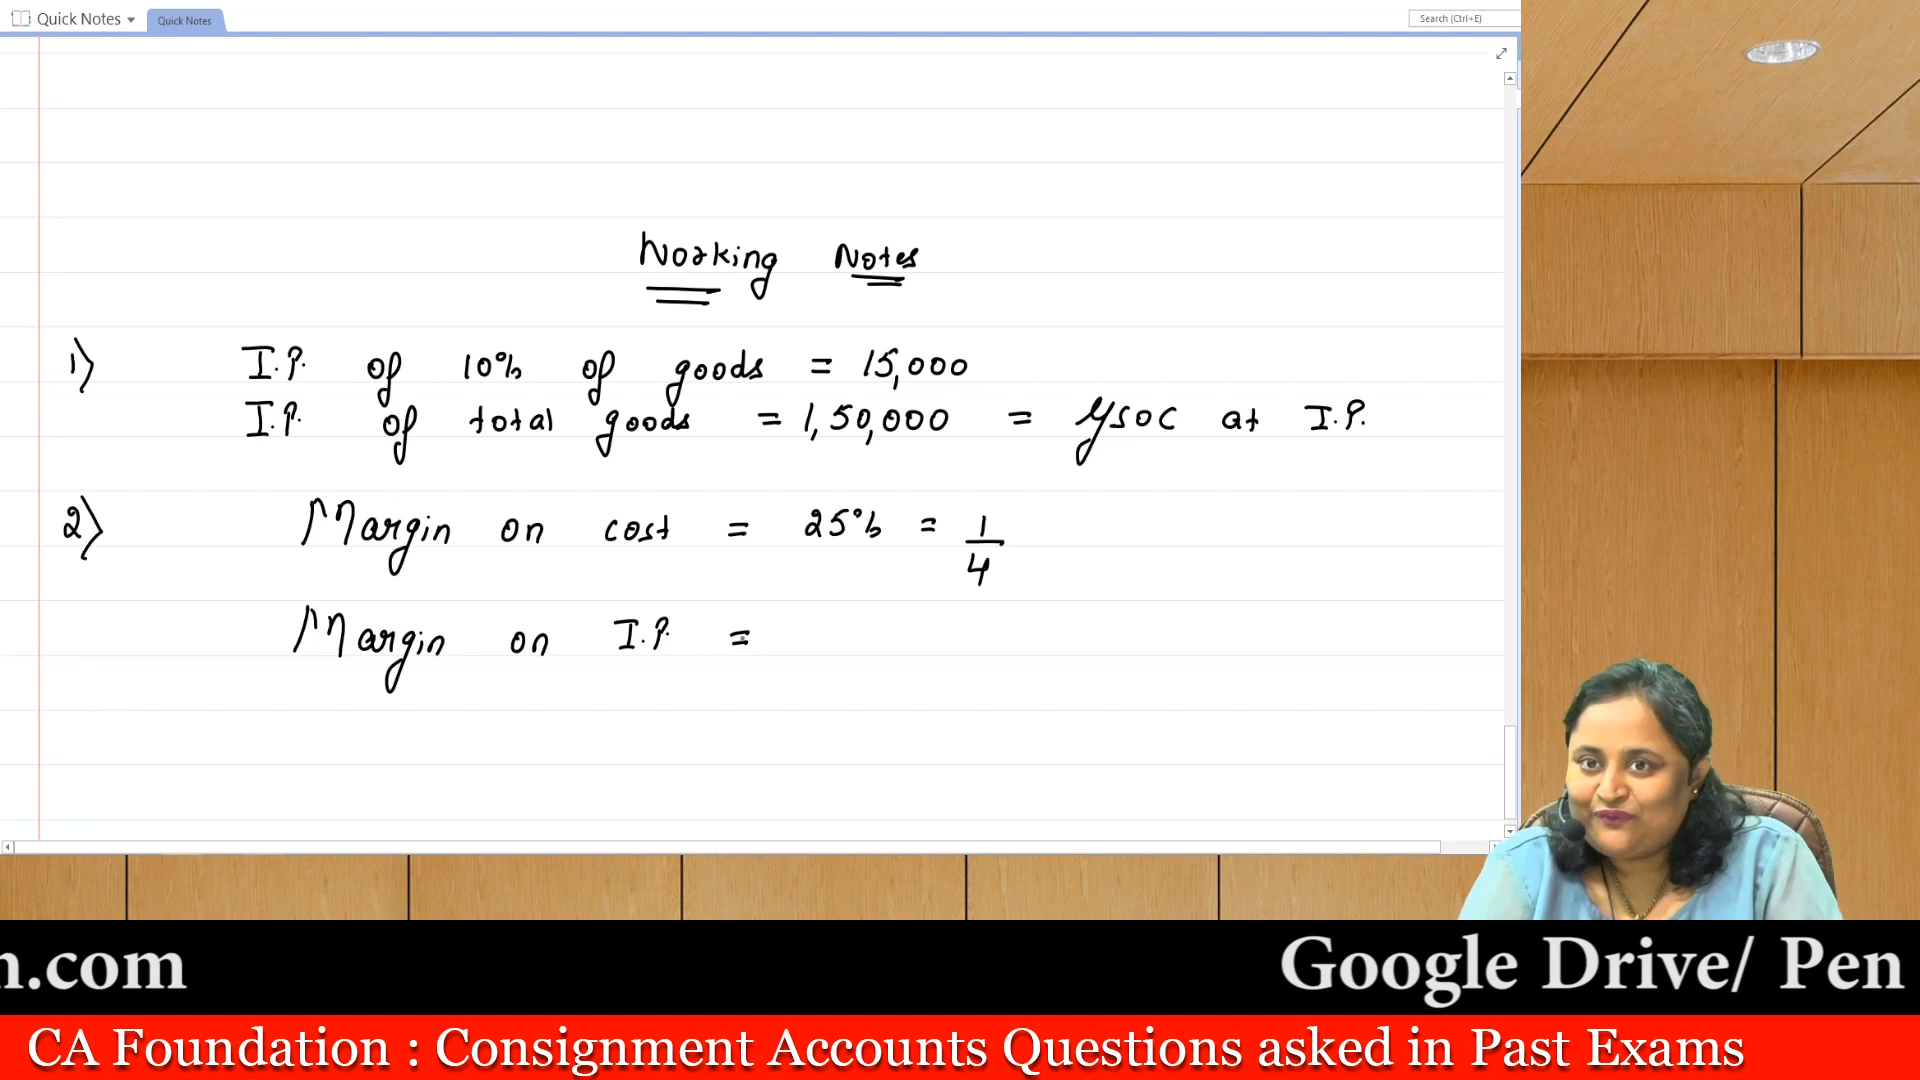 Quick Notes
Quick Notes
Search (Ctrl+E)
Working Notes
1) I.P. of 10% of goods = 15,000
I.P. of total goods = 1,50,000 = GSOC at I.P.
2) Margin on cost = 25% = 1/4
Margin on I.P. =
n.com Google Drive/ Pen
CA Foundation : Consignment Accounts Questions asked in Past Exams